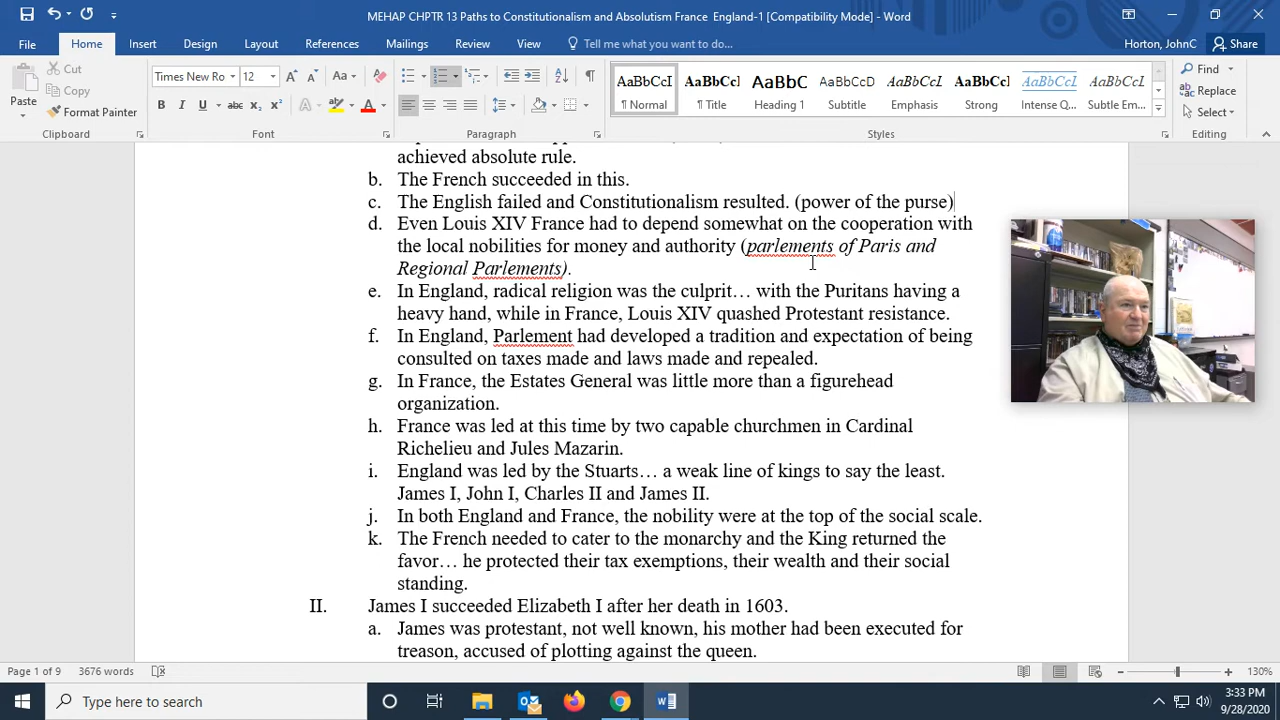 MEHAP CHPTR 13 Paths to Constitutionalism and Absolutism France  England-1 [Compatibility Mode] - Word
File Home Insert Design Layout References Mailings Review View Tell me what you want to do... Horton, JohnC Share
Paste Cut Copy Format Painter
Clipboard
Times New Ro 12 Aa
B I U abc x₂ x² A A
Font
Paragraph
AaBbCcI ¶ Normal
AaBbCcl ¶ Title
AaBbC Heading 1
AaBbCcD Subtitle
AaBbCcL Emphasis
AaBbCcl Strong
AaBbCcL Intense Q...
AaBbCcL Subtle Em...
Styles
Find
Replace
Select
Editing
achieved absolute rule.
b. The French succeeded in this.
c. The English failed and Constitutionalism resulted. (power of the purse)
d. Even Louis XIV France had to depend somewhat on the cooperation with
the local nobilities for money and authority (parlements of Paris and
Regional Parlements).
e. In England, radical religion was the culprit… with the Puritans having a
heavy hand, while in France, Louis XIV quashed Protestant resistance.
f. In England, Parlement had developed a tradition and expectation of being
consulted on taxes made and laws made and repealed.
g. In France, the Estates General was little more than a figurehead
organization.
h. France was led at this time by two capable churchmen in Cardinal
Richelieu and Jules Mazarin.
i. England was led by the Stuarts… a weak line of kings to say the least.
James I, John I, Charles II and James II.
j. In both England and France, the nobility were at the top of the social scale.
k. The French needed to cater to the monarchy and the King returned the
favor… he protected their tax exemptions, their wealth and their social
standing.
II. James I succeeded Elizabeth I after her death in 1603.
a. James was protestant, not well known, his mother had been executed for
treason, accused of plotting against the queen.
Page 1 of 9 3676 words 130%
Type here to search 3:33 PM
9/28/2020